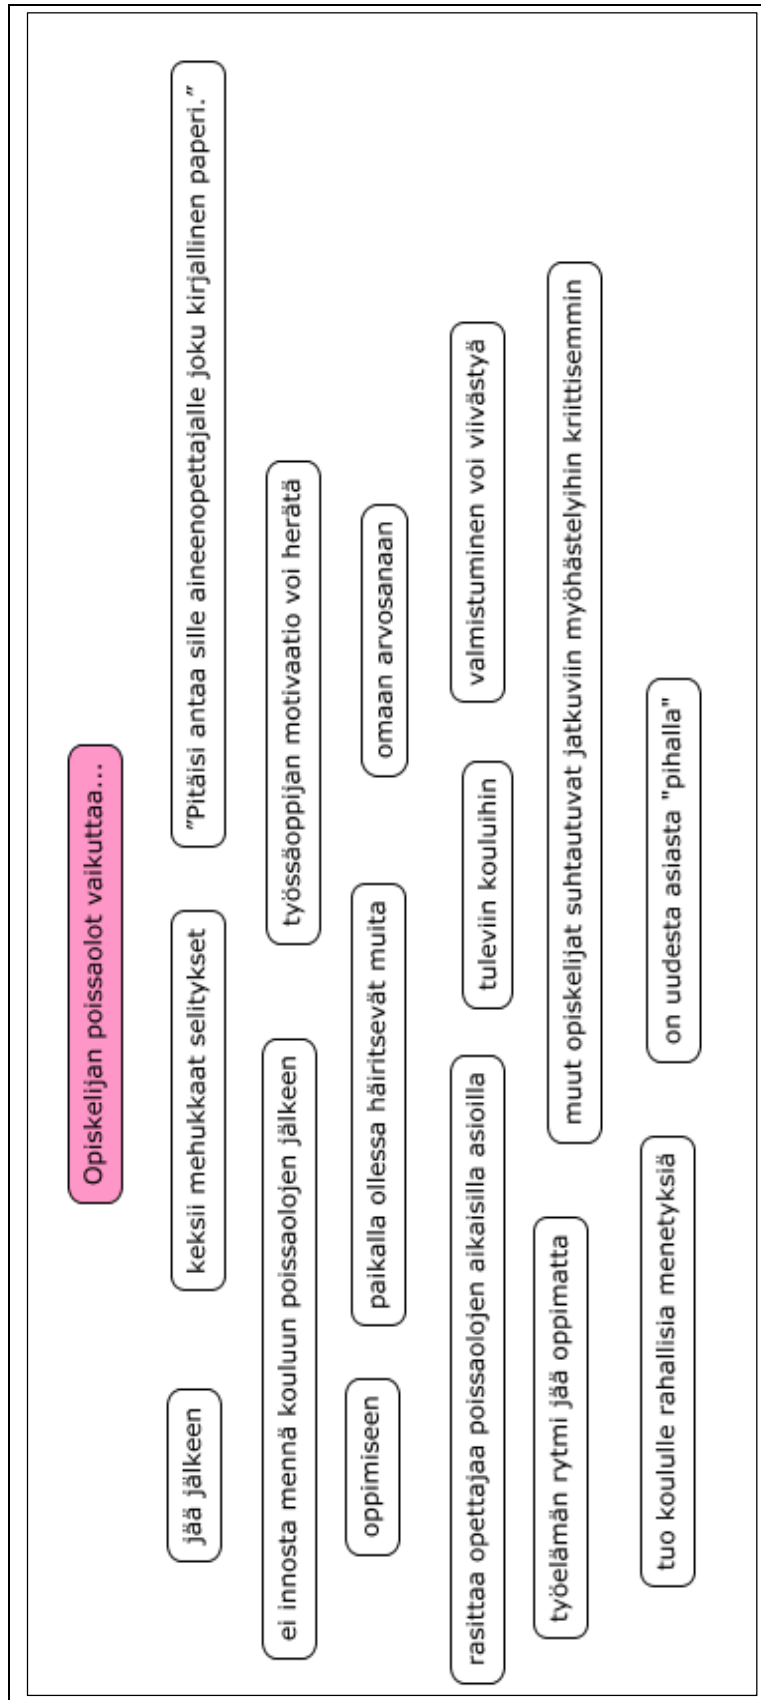 Opiskelijan poissaolot vaikuttaa...
jää jälkeen
keksii mehukkaat selitykset
”Pitäisi antaa sille aineenopettajalle joku kirjallinen paperi.”
ei innosta mennä kouluun poissaolojen jälkeen
työssäoppijan motivaatio voi herätä
oppimiseen
paikalla ollessa häiritsevät muita
omaan arvosanaan
rasittaa opettajaa poissaolojen aikaisilla asioilla
tuleviin kouluihin
valmistuminen voi viivästyä
työelämän rytmi jää oppimatta
muut opiskelijat suhtautuvat jatkuviin myöhästelyihin kriittisemmin
tuo koululle rahallisia menetyksiä
on uudesta asiasta "pihalla"